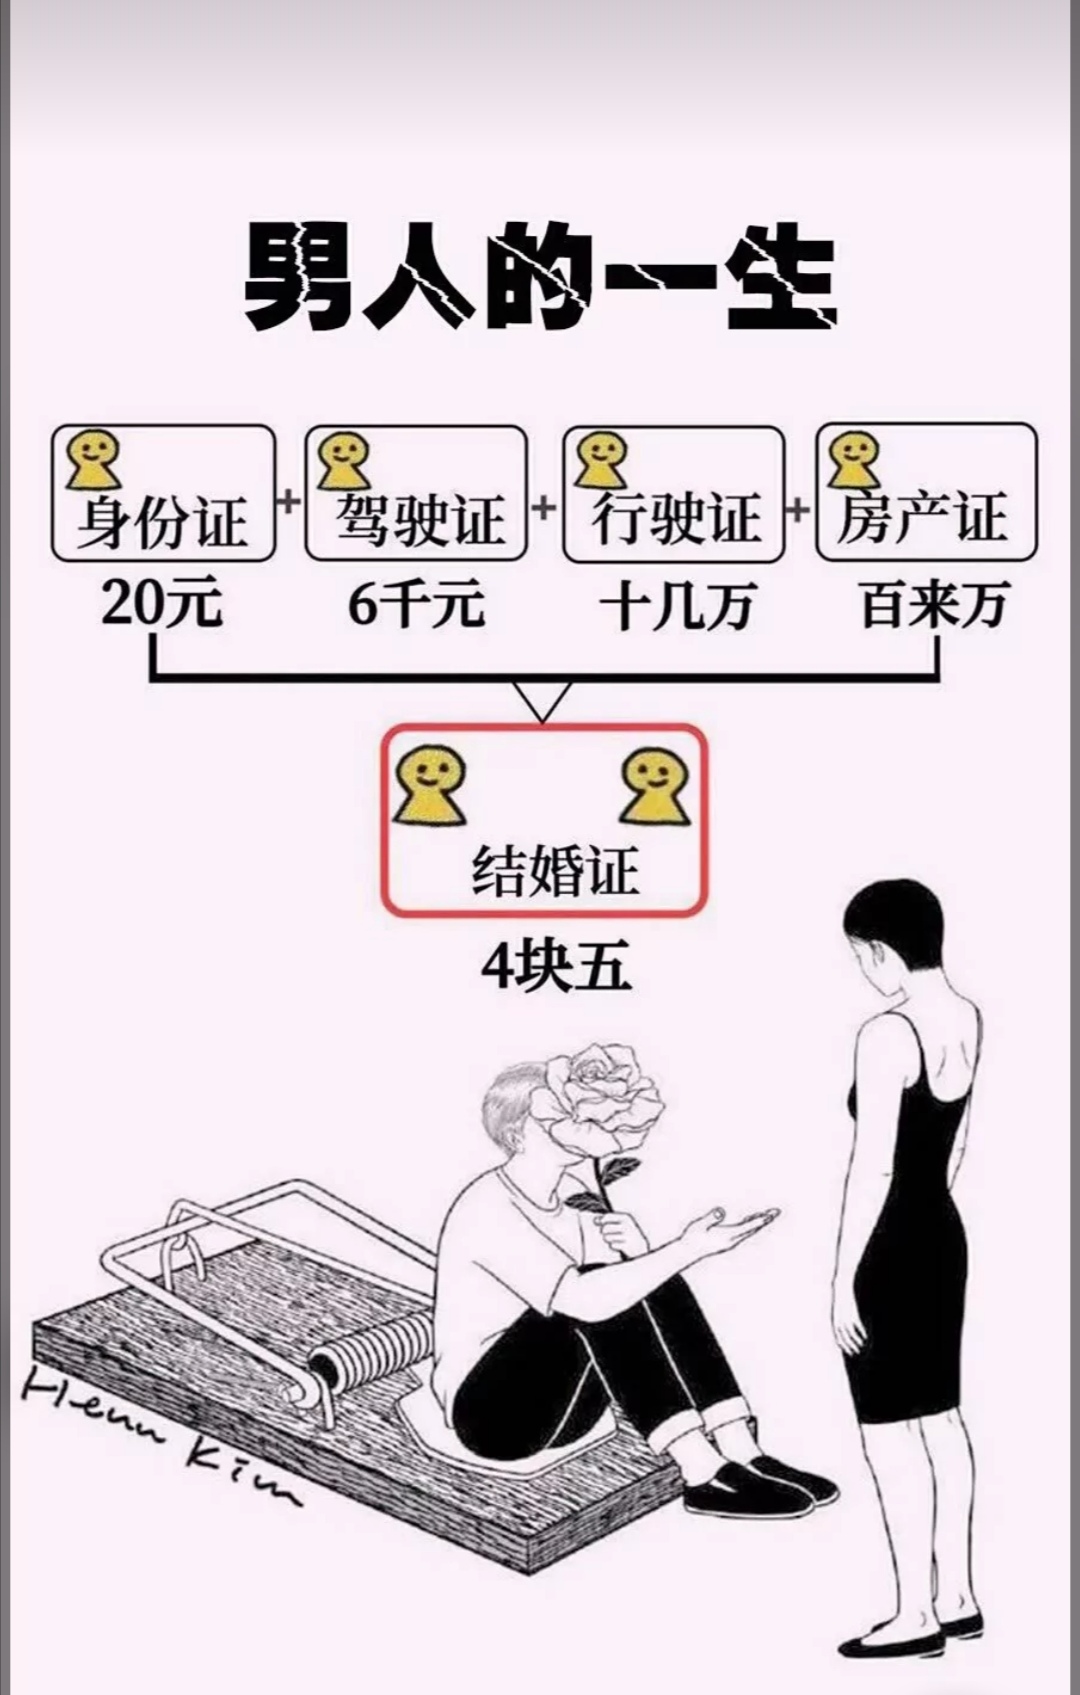 男人的一生
身份证 + 驾驶证 + 行驶证 + 房产证
20元 6千元 十几万 百来万
结婚证
4块五
Henn Kim